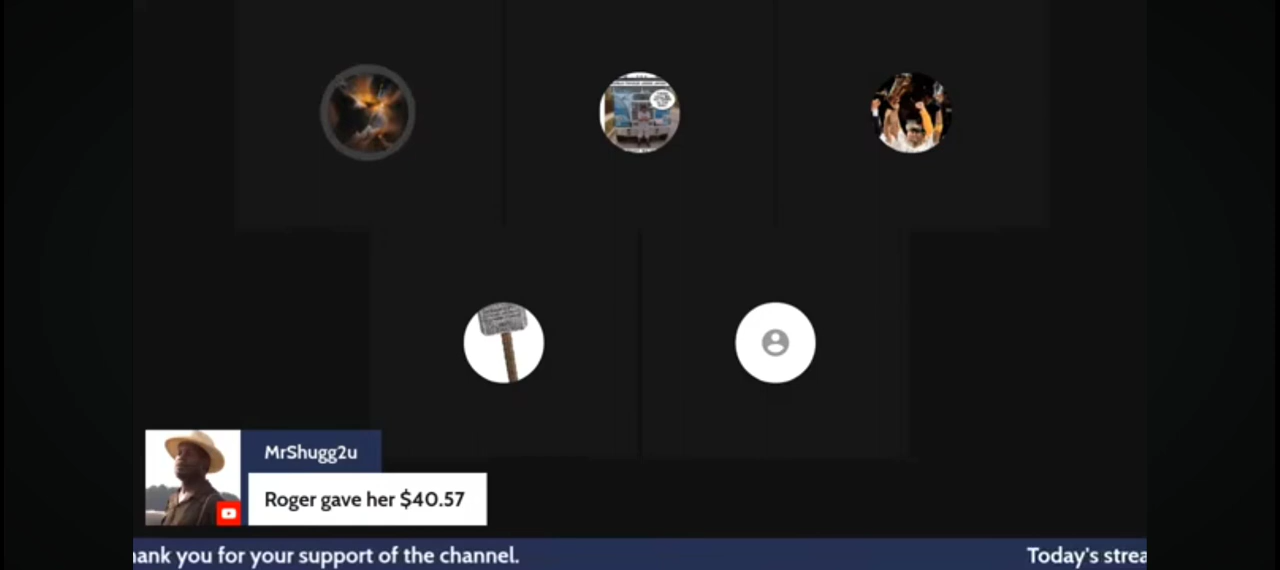 MrShugg2u
Roger gave her $40.57
hank you for your support of the channel.
Today's strea